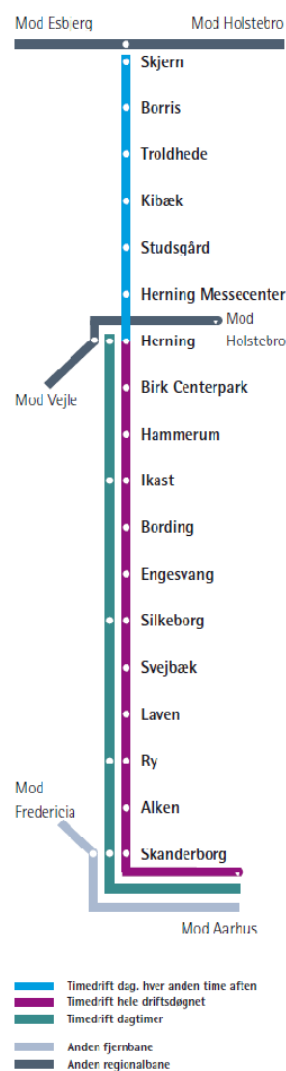 Mod Esbjerg Mod Holstebro
Skjern
Borris
Troldhede
Kibæk
Studsgård
Herning Messecenter
Mod
Herning Holstebro
Mod Vejle
Birk Centerpark
Hammerum
Ikast
Bording
Engesvang
Silkeborg
Svejbæk
Laven
Ry
Mod
Fredericia
Alken
Skanderborg
Mod Aarhus
Timedrift dag, hver anden time aften
Timedrift hele driftsdøgnet
Timedrift dagtimer
Anden fjernbane
Anden regionalbane